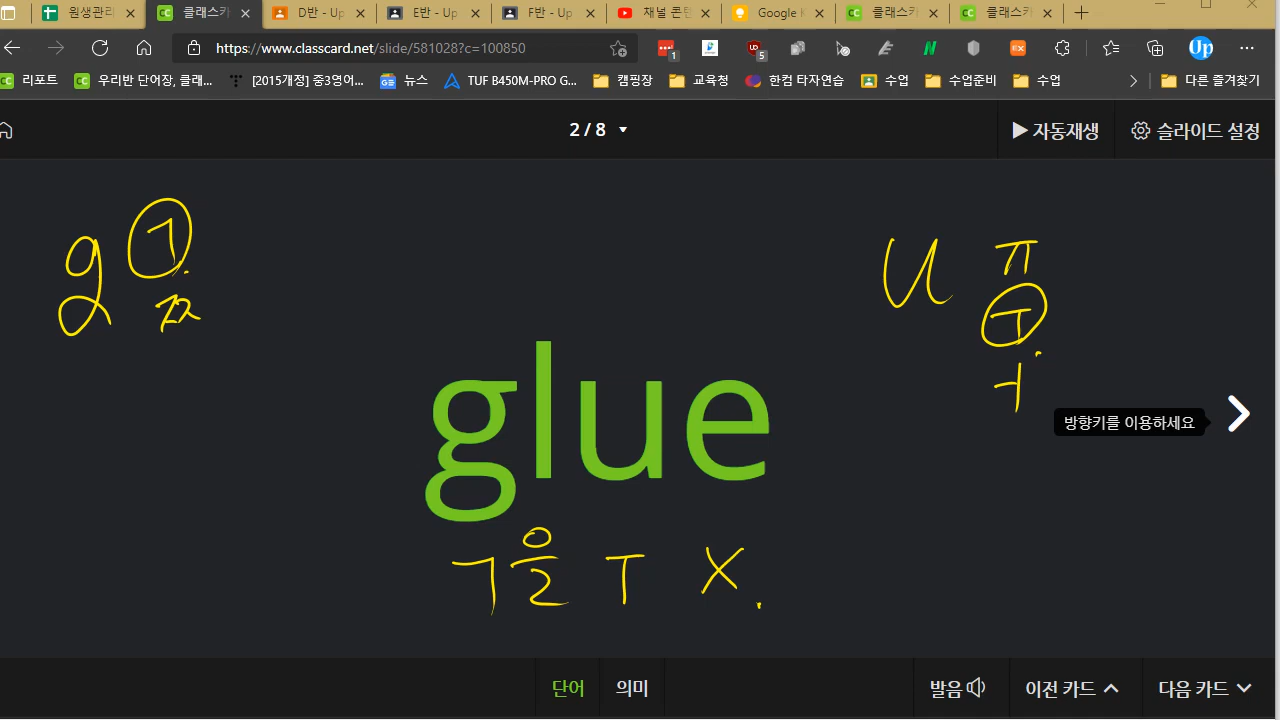 원생관리 클래스카 D반 - Up E반 - Up F반 - Up 채널 콘텐 Google 클래스카 클래스카
https://www.classcard.net/slide/5810287?c=100850
리포트 우리반 단어장, 클래... [2015개정] 중3영어... 뉴스 TUF B450M-PRO G... 캠핑장 교육청 한컴 타자연습 수업 수업준비 수업 다른 즐겨찾기
2 / 8 자동재생 슬라이드 설정
g ㄱ u ㅠ
ㅈ ㅜ
ㅓ
glue
방향키를 이용하세요
ㄱ 을 ㅜ X
단어 의미 발음 이전 카드 다음 카드